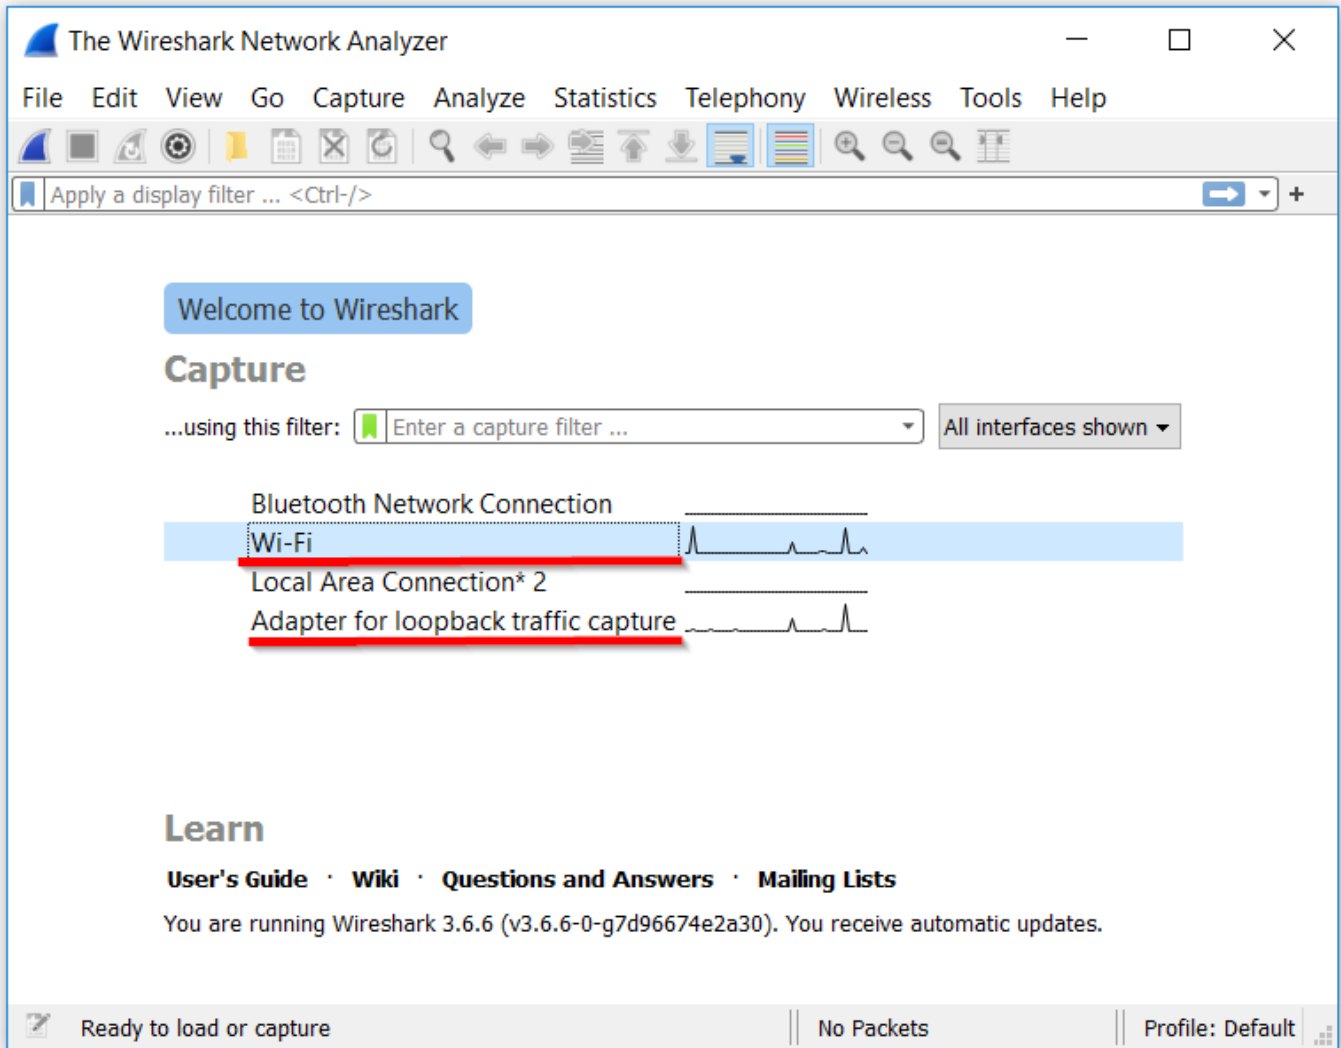 The Wireshark Network Analyzer
File Edit View Go Capture Analyze Statistics Telephony Wireless Tools Help
Apply a display filter ... <Ctrl-/>
Welcome to Wireshark
Capture
...using this filter: Enter a capture filter ... All interfaces shown
Bluetooth Network Connection
Wi-Fi
Local Area Connection* 2
Adapter for loopback traffic capture
Learn
User's Guide · Wiki · Questions and Answers · Mailing Lists
You are running Wireshark 3.6.6 (v3.6.6-0-g7d96674e2a30). You receive automatic updates.
Ready to load or capture No Packets Profile: Default